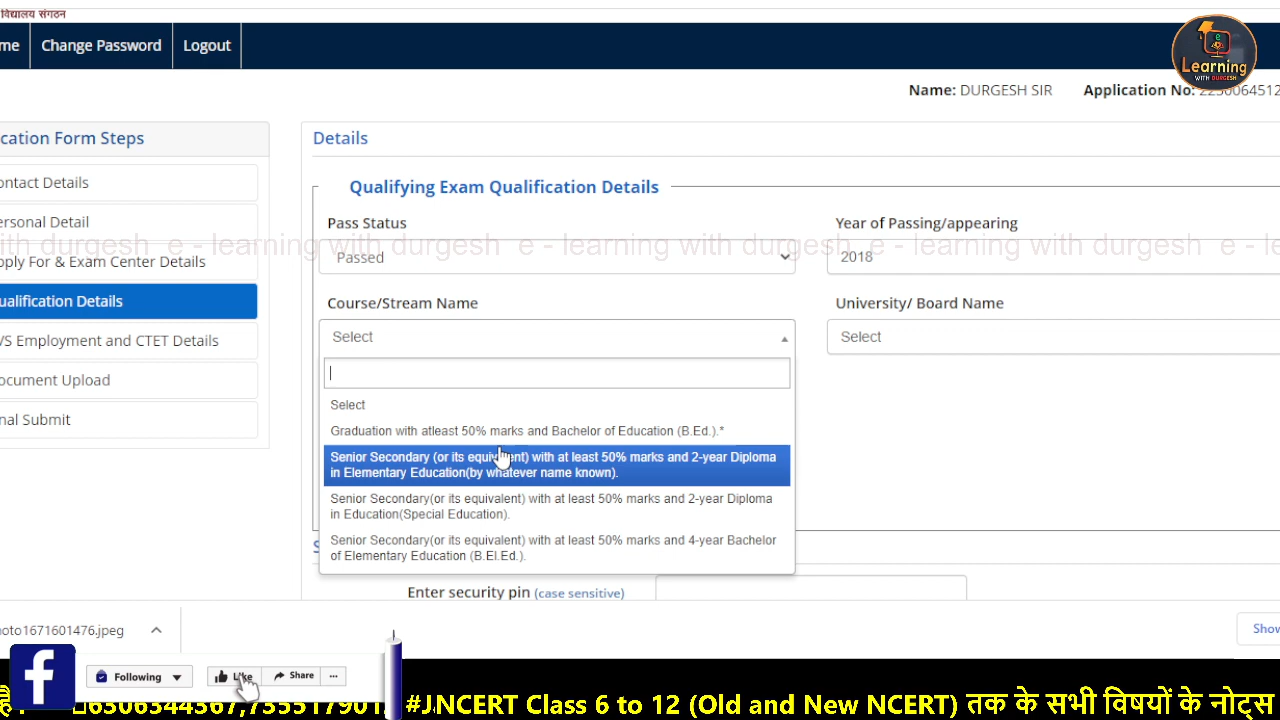 विद्यालय संगठन
me
Change Password
Logout
e
Learning
WITH DURGESH
Name: DURGESH SIR
Application No:
cation Form Steps
ontact Details
ersonal Detail
pply For & Exam Center Details
ualification Details
VS Employment and CTET Details
ocument Upload
nal Submit
Details
Qualifying Exam Qualification Details
Pass Status
Year of Passing/appearing
ith durgesh e - learning with durgesh e - learning with durgesh e - learning with durgesh e - l
Passed
2018
Course/Stream Name
University/ Board Name
Select
Select
Select
Graduation with atleast 50% marks and Bachelor of Education (B.Ed.).*
Senior Secondary (or its equivalent) with at least 50% marks and 2-year Diploma
in Elementary Education(by whatever name known).
Senior Secondary(or its equivalent) with at least 50% marks and 2-year Diploma
in Education(Special Education).
Senior Secondary(or its equivalent) with at least 50% marks and 4-year Bachelor
of Elementary Education (B.El.Ed.).
Enter security pin (case sensitive)
oto1671601476.jpeg
Show
Following
Like
Share
#JNCERT Class 6 to 12 (Old and New NCERT) तक के सभी विषयों के नोट्स